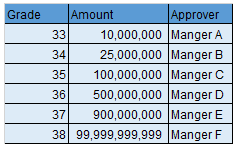 Grade Amount Approver
33 10,000,000 Manger A
34 25,000,000 Manger B
35 100,000,000 Manger C
36 500,000,000 Manger D
37 900,000,000 Manger E
38 99,999,999,999 Manger F